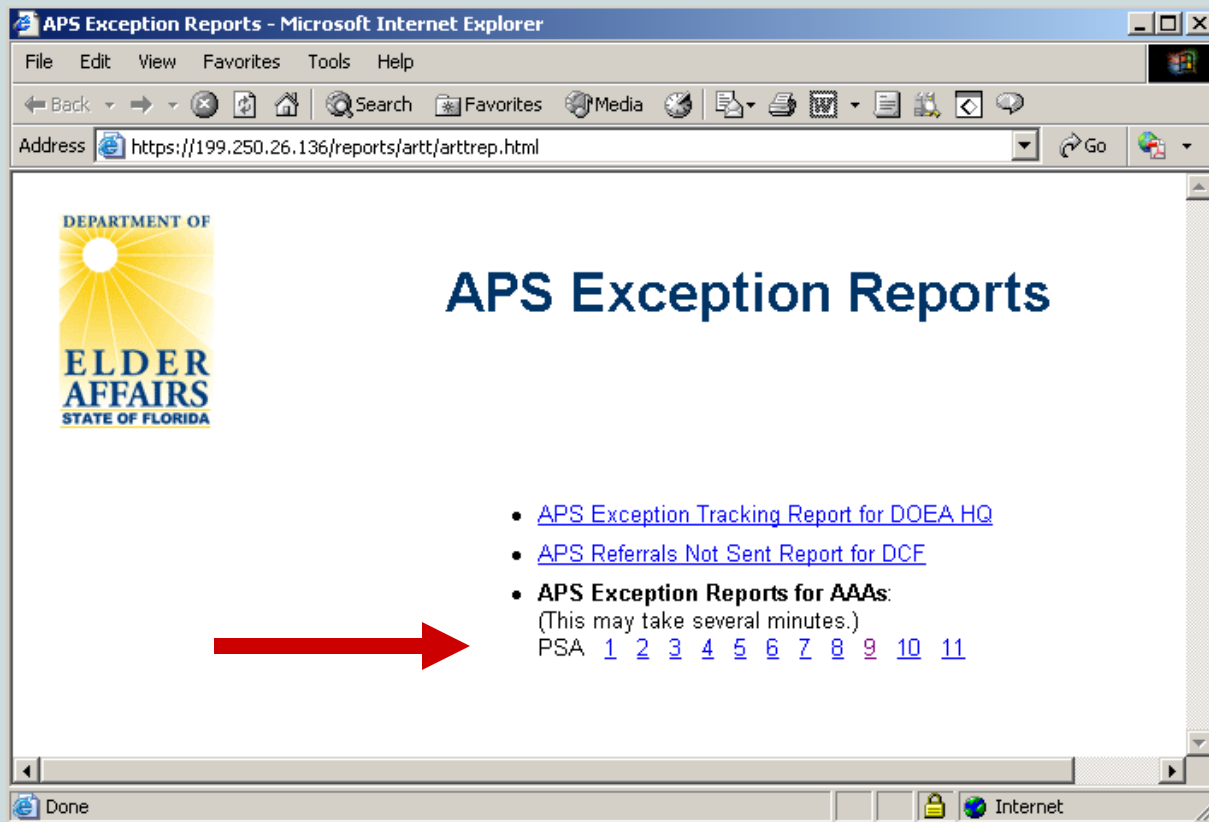 APS Exception Reports - Microsoft Internet Explorer
File Edit View Favorites Tools Help
Back Search Favorites Media
Address https://199.250.26.136/reports/artt/arttrep.html Go
DEPARTMENT OF
ELDER
AFFAIRS
STATE OF FLORIDA
APS Exception Reports
• APS Exception Tracking Report for DOEA HQ
• APS Referrals Not Sent Report for DCF
• APS Exception Reports for AAAs:
(This may take several minutes.)
PSA 1 2 3 4 5 6 7 8 9 10 11
Done Internet